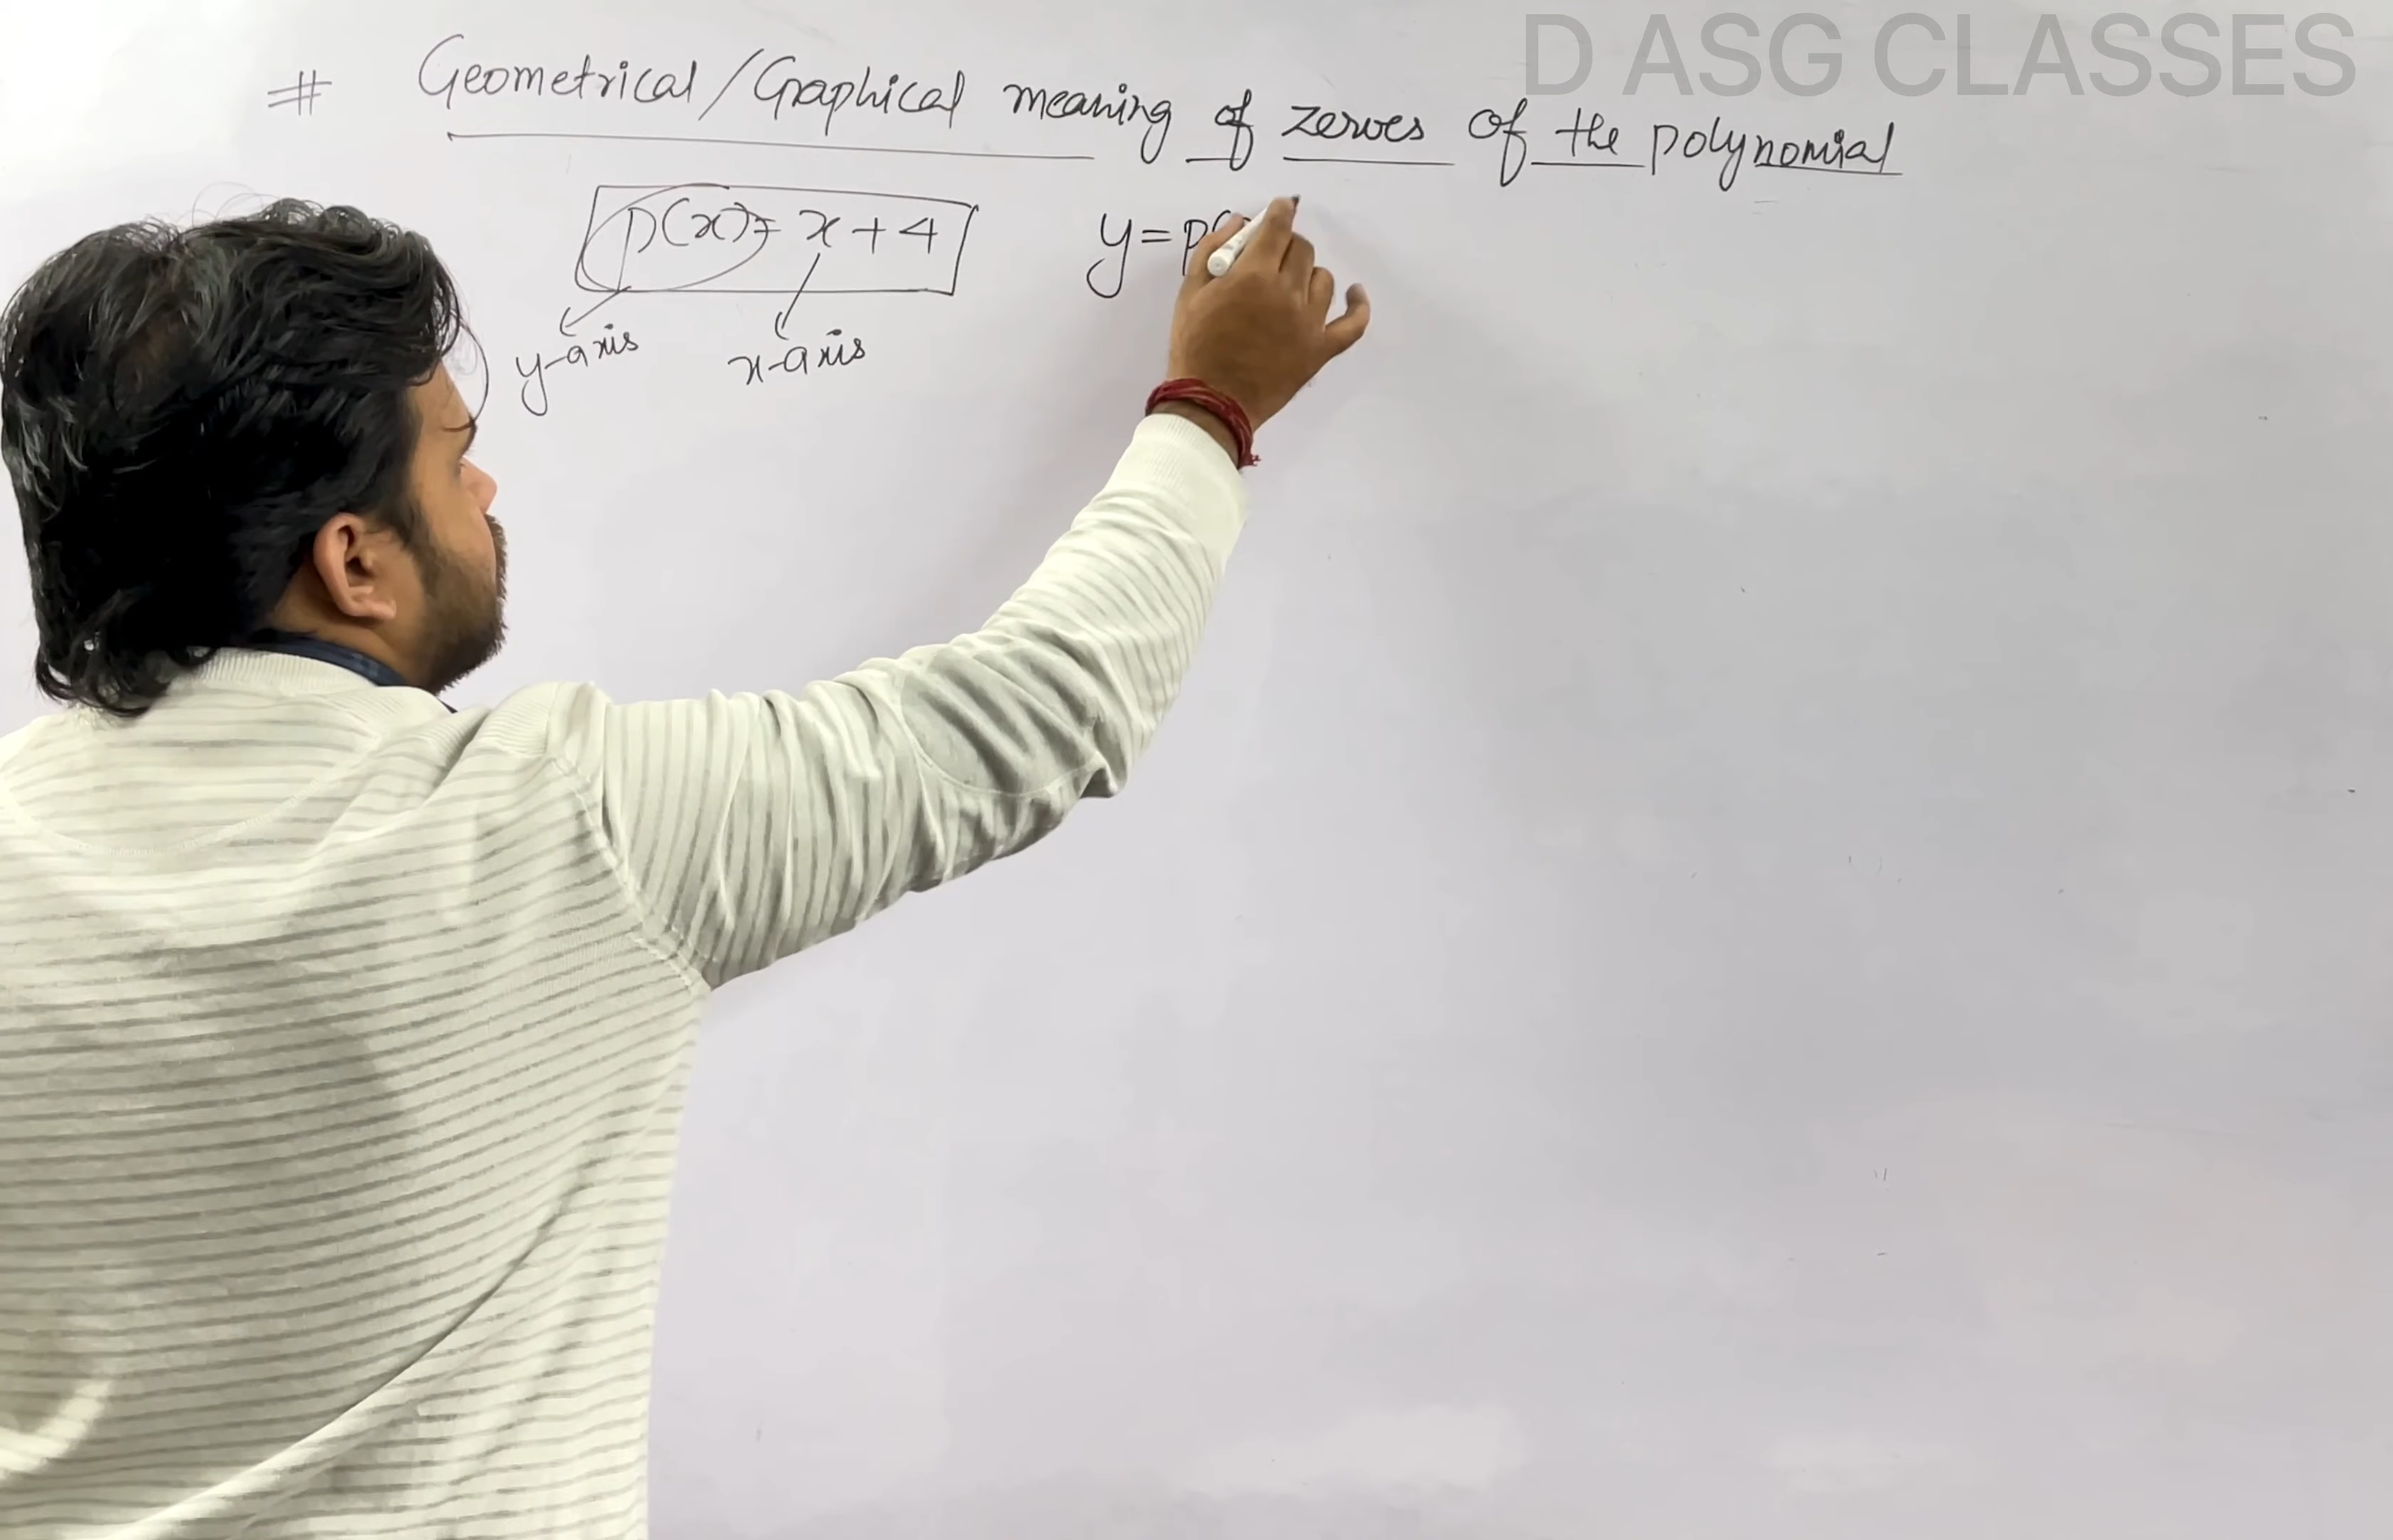 D ASG CLASSES
# Geometrical/Graphical meaning of zeroes of the polynomial
p(x) = x + 4
y = p(
y-axis
x-axis